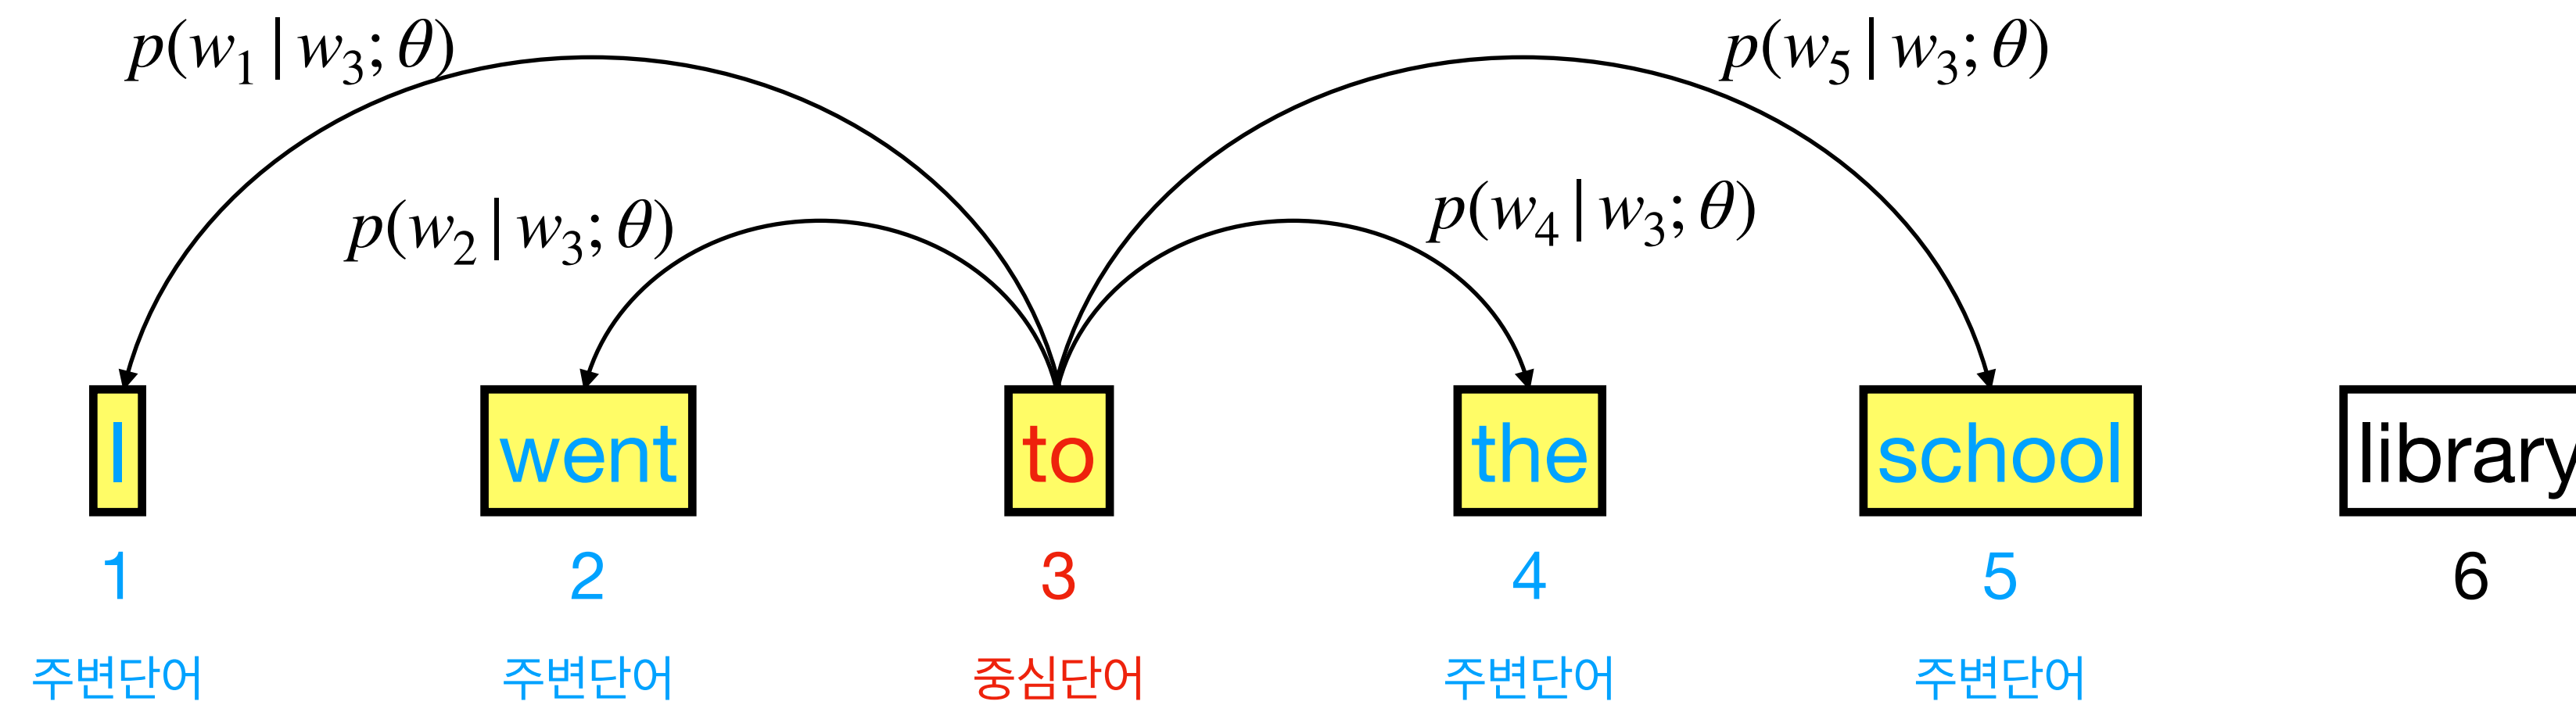 p(w₁|w₃;θ) p(w₅|w₃;θ)
p(w₂|w₃;θ) p(w₄|w₃;θ)
I went to the school library
1 2 3 4 5 6
주변단어 주변단어 중심단어 주변단어 주변단어